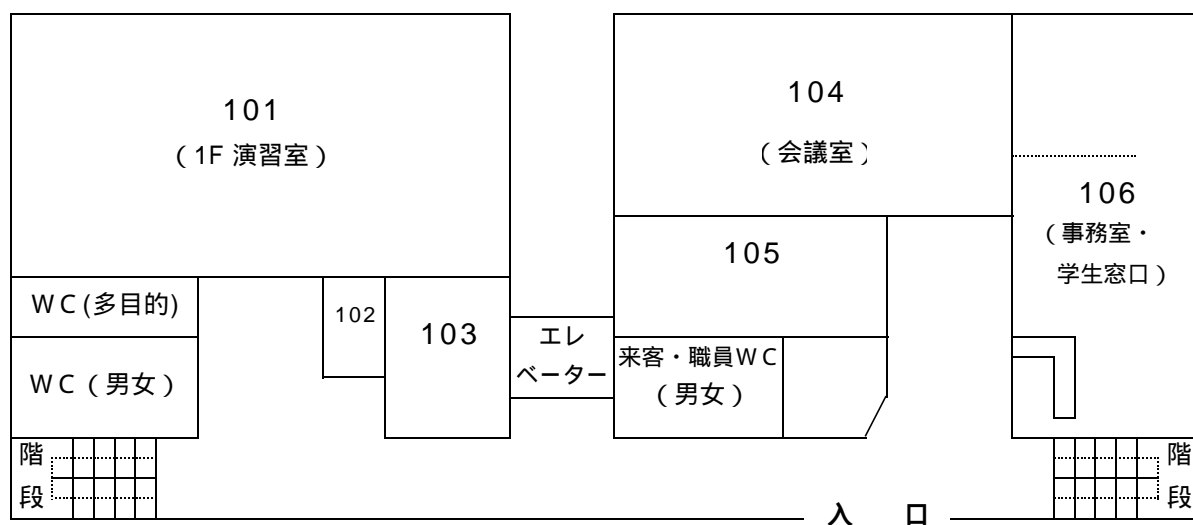 101
(1F 演習室)
104
(会議室)
106
(事務室・
学生窓口)
105
WC(多目的)
102
103
エレ
ベーター
来客・職員WC
(男女)
WC(男女)
階
段
階
段
入 口